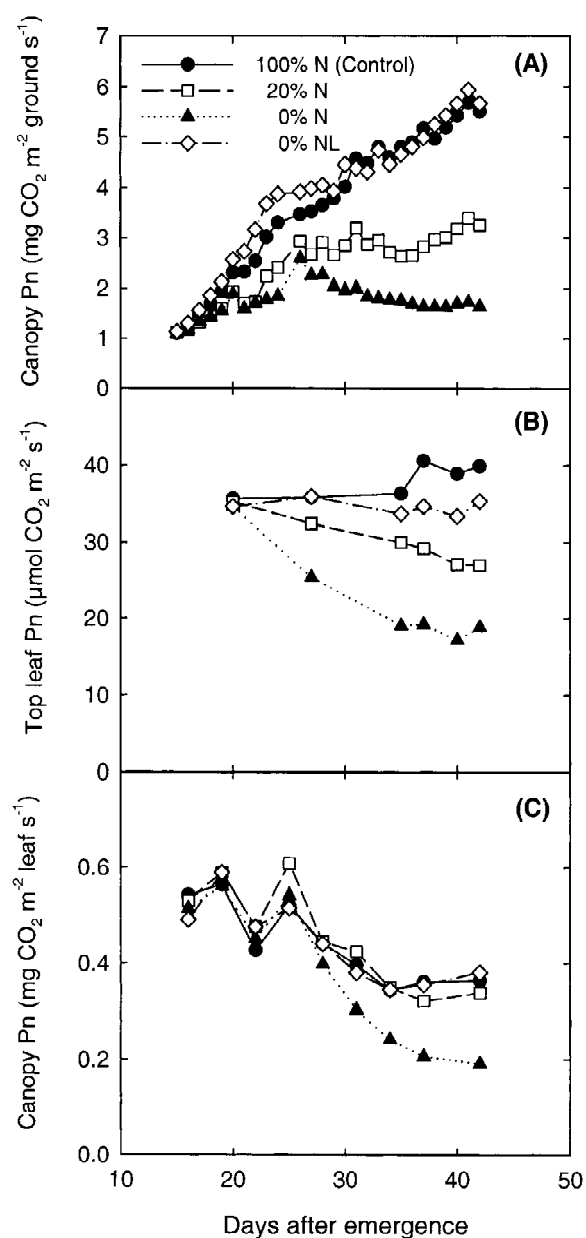 (A)
100% N (Control)
20% N
0% N
0% NL
7
6
5
4
3
2
1
0
Canopy Pn (mg CO₂ m⁻² ground s⁻¹)
(B)
40
30
20
10
0
Top leaf Pn (μmol CO₂ m⁻² s⁻¹)
(C)
0.6
0.4
0.2
0.0
Canopy Pn (mg CO₂ m⁻² leaf s⁻¹)
10 20 30 40 50
Days after emergence